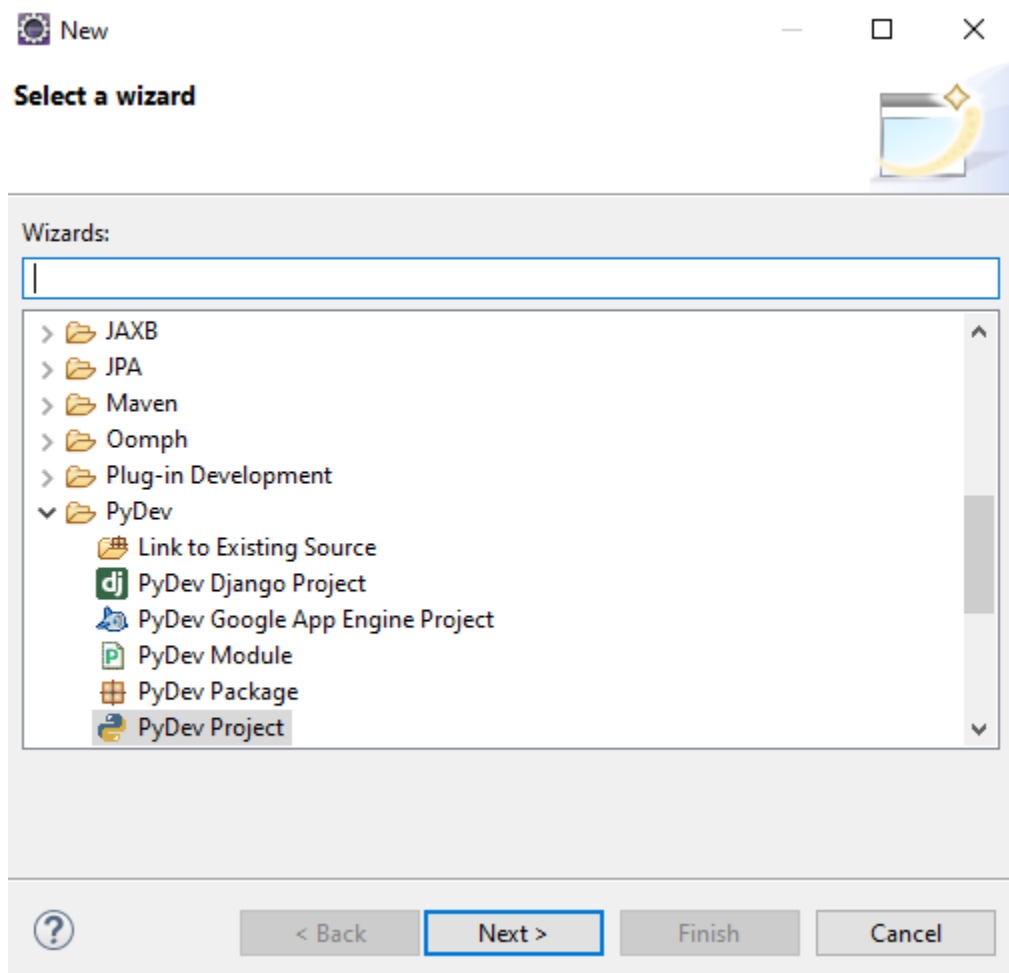 New
Select a wizard
Wizards:
JAXB
JPA
Maven
Oomph
Plug-in Development
PyDev
Link to Existing Source
dj PyDev Django Project
PyDev Google App Engine Project
P PyDev Module
PyDev Package
PyDev Project
? < Back Next > Finish Cancel